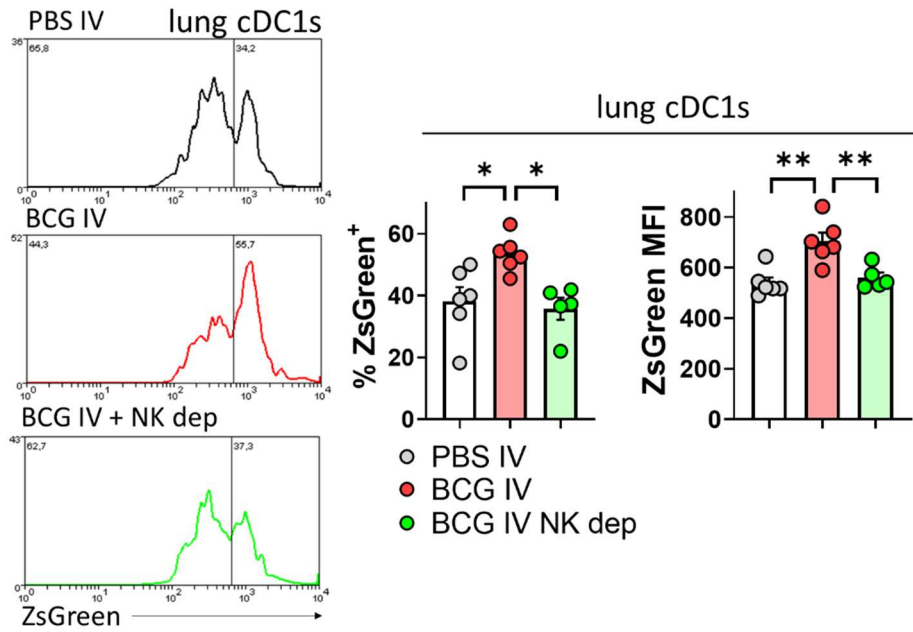 PBS IV
lung cDC1s
36
65,8
34,2
0
10^0 10^1 10^2 10^3 10^4
BCG IV
52
44,3
55,7
0
10^0 10^1 10^2 10^3 10^4
BCG IV + NK dep
43
62,7
37,3
0
10^0 10^1 10^2 10^3 10^4
ZsGreen
lung cDC1s
* *
% ZsGreen+
60
40
20
0
** **
ZsGreen MFI
800
600
400
200
0
PBS IV
BCG IV
BCG IV NK dep